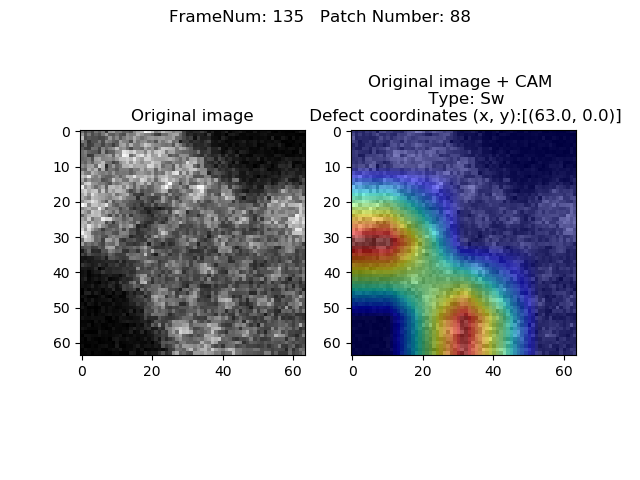 FrameNum: 135   Patch Number: 88
Original image
Original image + CAM
Type: Sw
Defect coordinates (x, y):[(63.0, 0.0)]
0
10
20
30
40
50
60
0 20 40 60
0
10
20
30
40
50
60
0 20 40 60